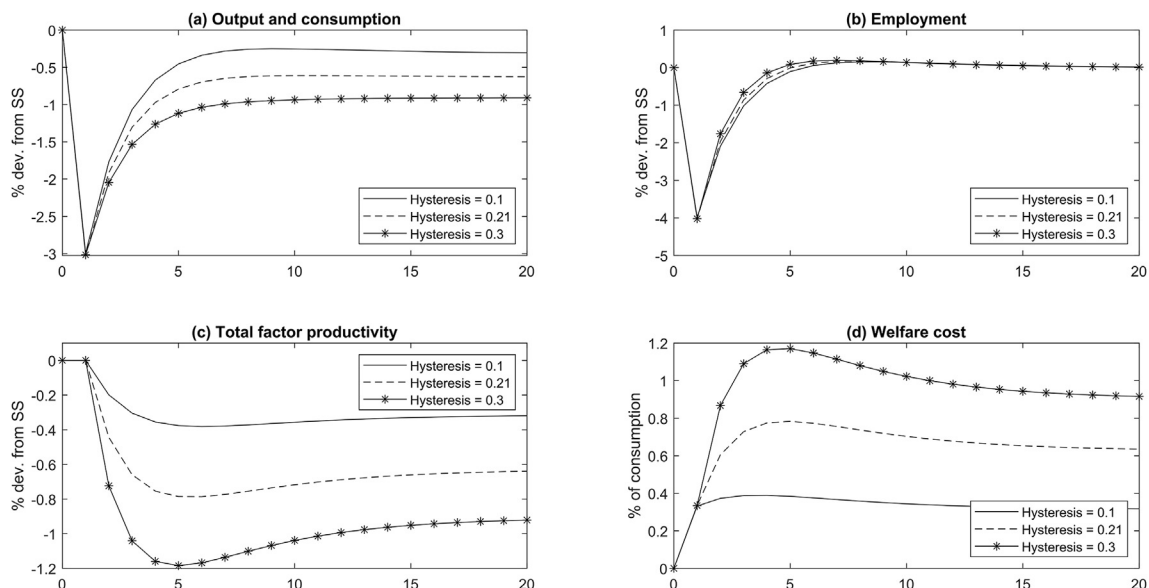 (a) Output and consumption
% dev. from SS
0
-0.5
-1
-1.5
-2
-2.5
-3
0
5
10
15
20
Hysteresis = 0.1
Hysteresis = 0.21
Hysteresis = 0.3
(b) Employment
% dev. from SS
1
0
-1
-2
-3
-4
-5
0
5
10
15
20
Hysteresis = 0.1
Hysteresis = 0.21
Hysteresis = 0.3
(c) Total factor productivity
% dev. from SS
0
-0.2
-0.4
-0.6
-0.8
-1
-1.2
0
5
10
15
20
Hysteresis = 0.1
Hysteresis = 0.21
Hysteresis = 0.3
(d) Welfare cost
% of consumption
1.2
1
0.8
0.6
0.4
0.2
0
0
5
10
15
20
Hysteresis = 0.1
Hysteresis = 0.21
Hysteresis = 0.3